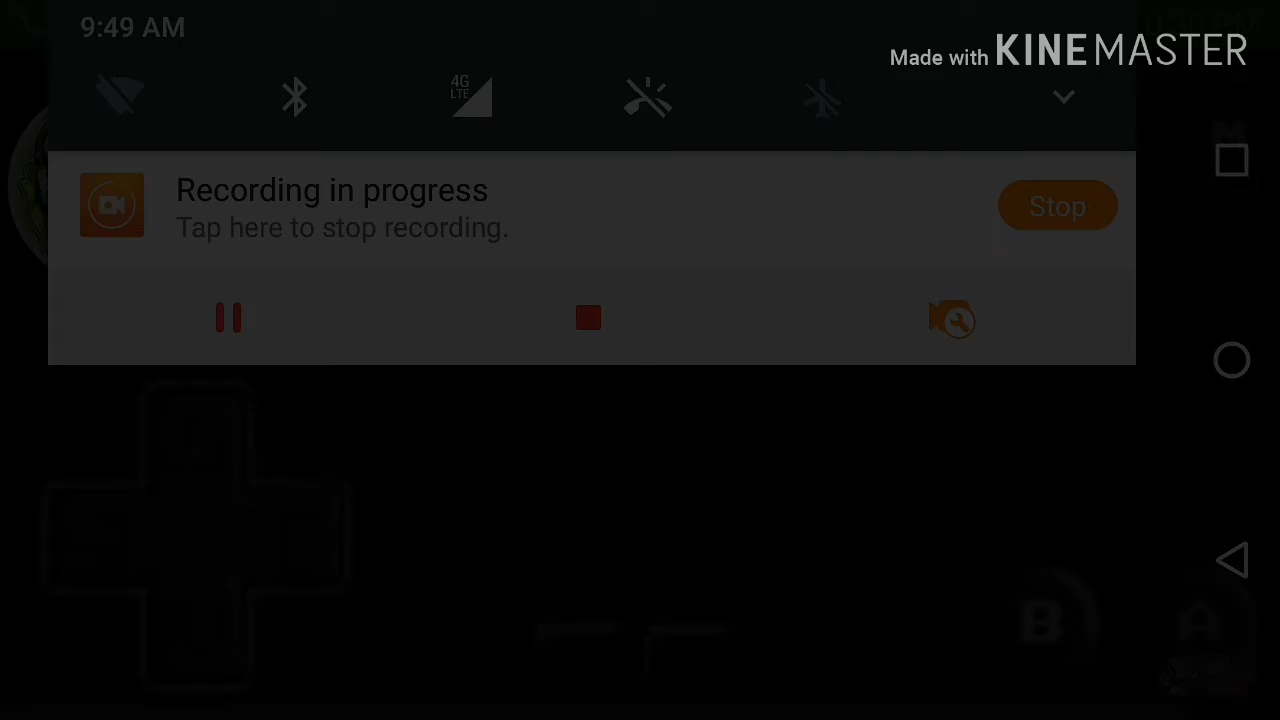 9:49 AM
Made with KINEMASTER
4G
LTE
Recording in progress
Tap here to stop recording.
Stop
B
A